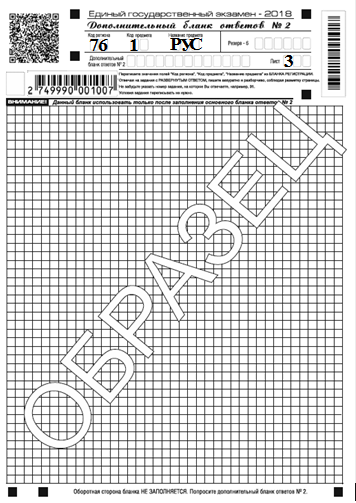 Единый государственный экзамен - 2018
Дополнительный бланк ответов № 2
Код региона Код предмета Название предмета
76 1 РУС Резерв - 6
Дополнительный бланк ответов № 2 Лист 3
Перепишите значения полей "Код региона", "Код предмета", "Название предмета" из БЛАНКА РЕГИСТРАЦИИ.
Отвечая на задания с РАЗВЕРНУТЫМ ОТВЕТОМ, пишите аккуратно и разборчиво, соблюдая разметку страницы.
Не забудьте указать номер задания, на которое Вы отвечаете, например, 31.
Условия задания переписывать не нужно.
2 749990 001007
ВНИМАНИЕ! Данный бланк использовать только после заполнения основного бланка ответов № 2
ОБРАЗЕЦ
Оборотная сторона бланка НЕ ЗАПОЛНЯЕТСЯ. Попросите дополнительный бланк ответов № 2.